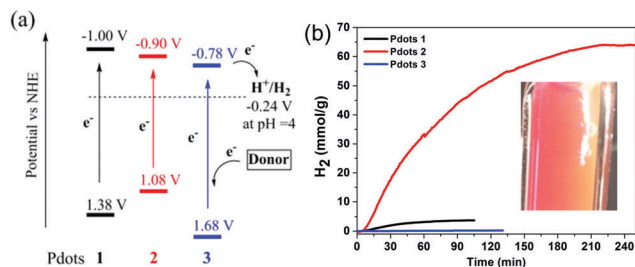 (a)
Potential vs NHE
-1.00 V
-0.90 V
-0.78 V
e-
H+/H2
-0.24 V
at pH =4
e-
e-
e-
e-
Donor
1.08 V
1.38 V
1.68 V
Pdots 1 2 3
(b)
Pdots 1
Pdots 2
Pdots 3
H2 (mmol/g)
70
60
50
40
30
20
10
0
0 30 60 90 120 150 180 210 240
Time (min)